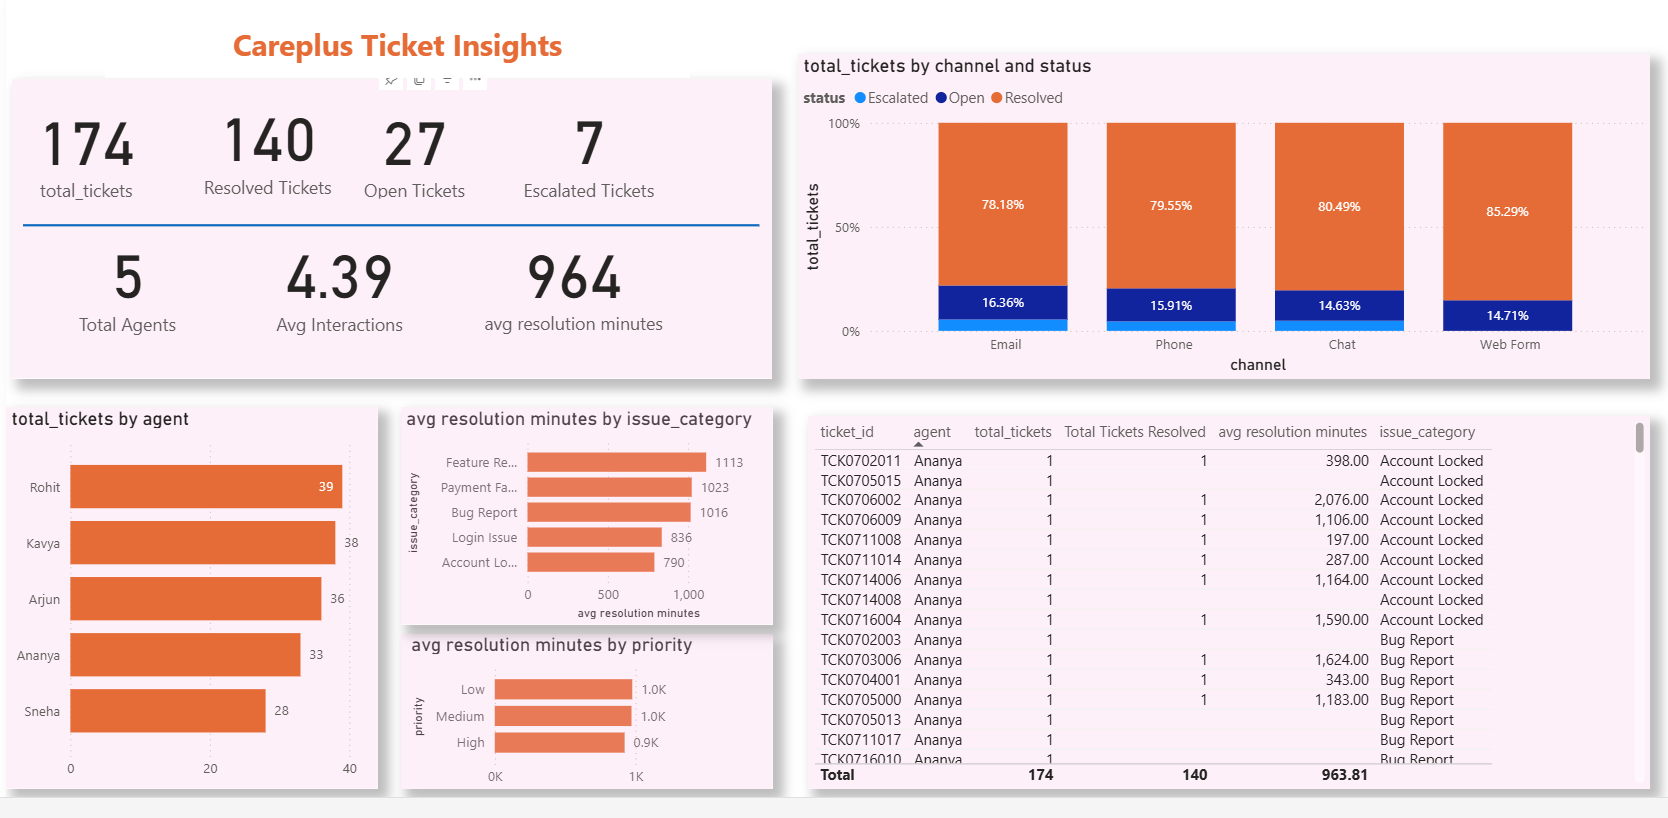 Careplus Ticket Insights
174
total_tickets
140
Resolved Tickets
27
Open Tickets
7
Escalated Tickets
5
Total Agents
4.39
Avg Interactions
964
avg resolution minutes
total_tickets by channel and status
status Escalated Open Resolved
total_tickets
100%
50%
0%
78.18%
16.36%
79.55%
15.91%
80.49%
14.63%
85.29%
14.71%
Email Phone Chat Web Form
channel
total_tickets by agent
Rohit 39
Kavya 38
Arjun 36
Ananya 33
Sneha 28
0 20 40
avg resolution minutes by issue_category
issue_category
Feature Re... 1113
Payment Fa... 1023
Bug Report 1016
Login Issue 836
Account Lo... 790
0 500 1,000
avg resolution minutes
avg resolution minutes by priority
priority
Low 1.0K
Medium 1.0K
High 0.9K
0K 1K
ticket_id agent total_tickets Total Tickets Resolved avg resolution minutes issue_category
TCK0702011 Ananya 1 1 398.00 Account Locked
TCK0705015 Ananya 1 Account Locked
TCK0706002 Ananya 1 1 2,076.00 Account Locked
TCK0706009 Ananya 1 1 1,106.00 Account Locked
TCK0711008 Ananya 1 1 197.00 Account Locked
TCK0711014 Ananya 1 1 287.00 Account Locked
TCK0714006 Ananya 1 1 1,164.00 Account Locked
TCK0714008 Ananya 1 Account Locked
TCK0716004 Ananya 1 1 1,590.00 Account Locked
TCK0702003 Ananya 1 Bug Report
TCK0703006 Ananya 1 1 1,624.00 Bug Report
TCK0704001 Ananya 1 1 343.00 Bug Report
TCK0705000 Ananya 1 1 1,183.00 Bug Report
TCK0705013 Ananya 1 Bug Report
TCK0711017 Ananya 1 Bug Report
TCK0716010 Ananya 1 Bug Report
Total 174 140 963.81